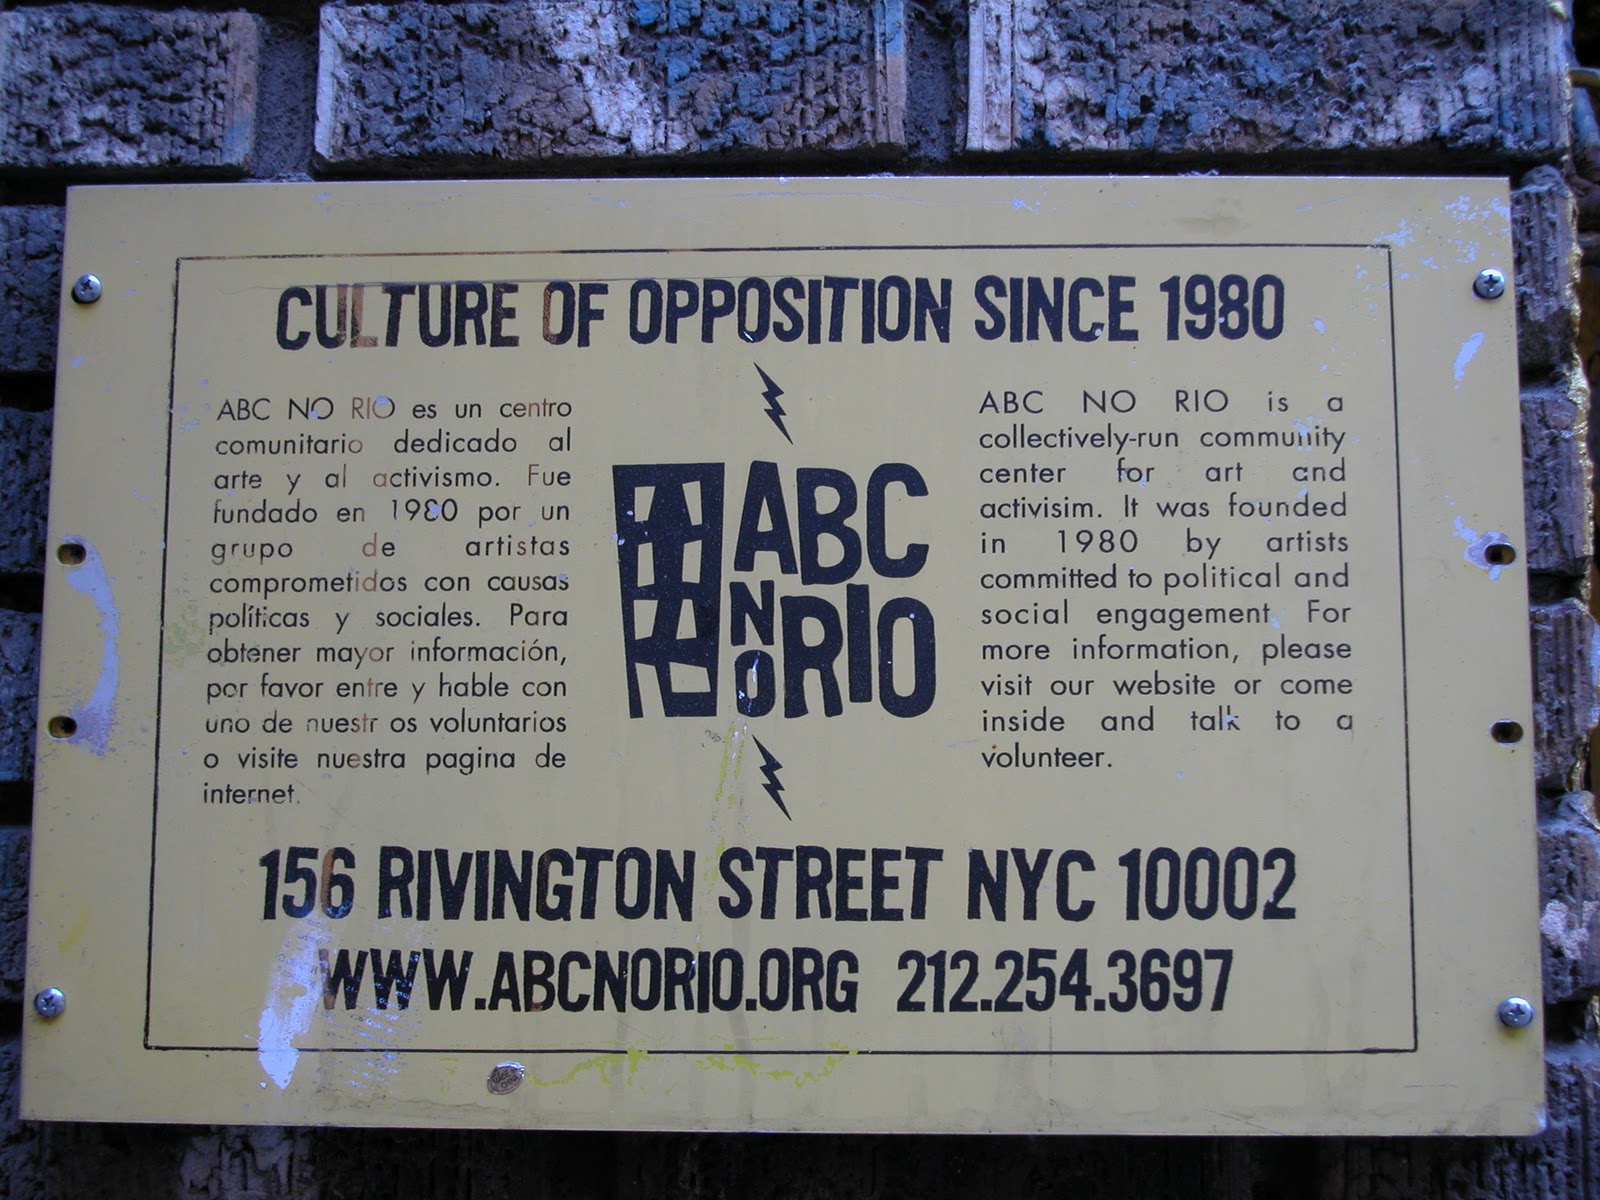 CULTURE OF OPPOSITION SINCE 1980
ABC NO RIO es un centro
comunitario dedicado al
arte y al activismo. Fue
fundado en 1980 por un
grupo de artistas
comprometidos con causas
políticas y sociales. Para
obtener mayor información,
por favor entre y hable con
uno de nuestr os voluntarios
o visite nuestra pagina de
internet.
ABC
NO RIO
ABC NO RIO is a
collectively-run community
center for art and
activisim. It was founded
in 1980 by artists
committed to political and
social engagement. For
more information, please
visit our website or come
inside and talk to a
volunteer.
156 RIVINGTON STREET NYC 10002
WWW.ABCNORIO.ORG 212.254.3697